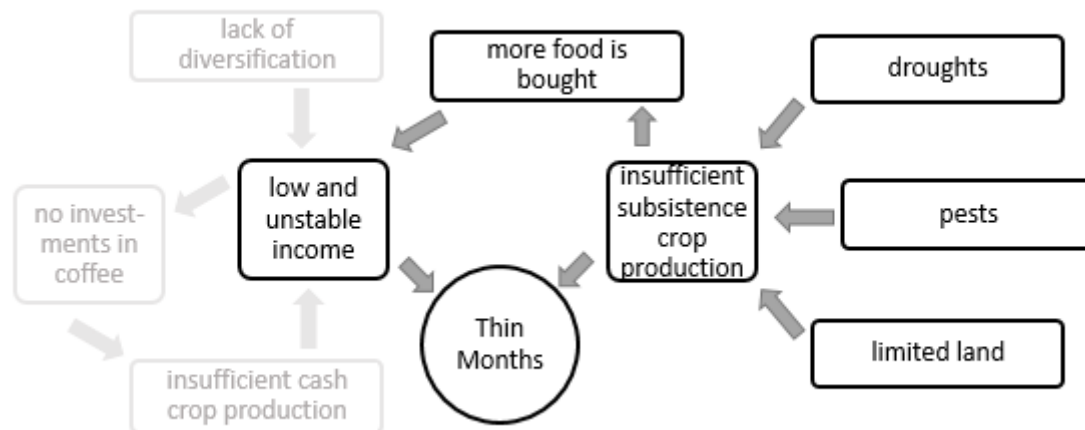 lack of
diversification
more food is
bought
droughts
low and
unstable
income
insufficient
subsistence
crop
production
no invest-
ments in
coffee
pests
Thin
Months
limited land
insufficient cash
crop production